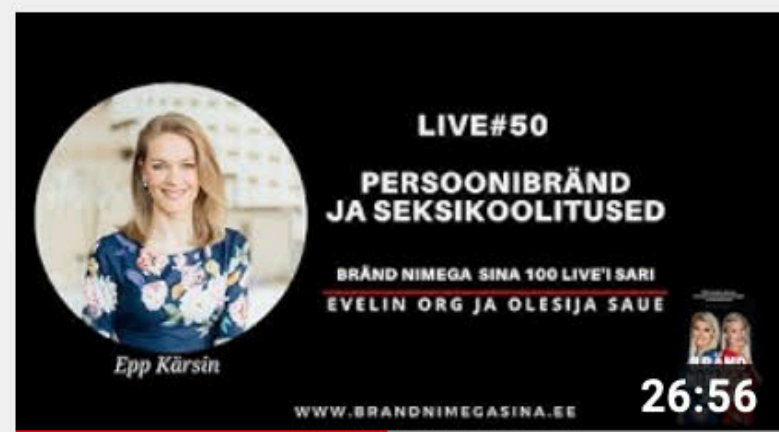 LIVE#50
PERSOONIBRÄND
JA SEKSIKOOLITUSED
BRÄND NIMEGA SINA 100 LIVE'I SARI
EVELIN ORG JA OLESIJA SAUE
Epp Kärsin
BRÄND
26:56
WWW.BRANDNIMEGASINA.EE